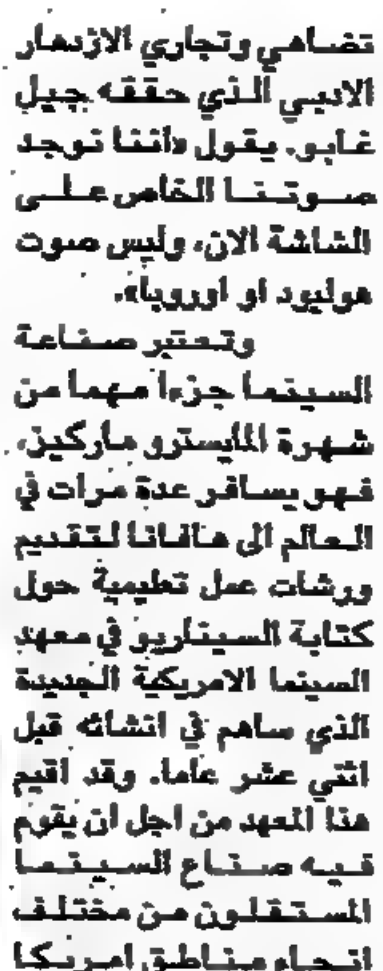 تضاهي وتجاري الازدهار
الادبي الذي حققه جيل
غابو. يقول «اننا نوجد
صوتنا الخاص على
الشاشة الان، وليس صوت
هوليود او اوروبا».
وتعتبر صناعة
السينما جزءا مهما من
شهرة المايسترو ماركيز،
فهو يسافر عدة مرات في
العالم الى هافانا لتقديم
ورشات عمل تعليمية حول
كتابة السيناريو في معهد
السينما الامريكية الجديدة
الذي ساهم في انشائه قبل
اثني عشر عاما. وقد اقيم
هذا المعهد من اجل ان يقوم
فيه صناع السينما
المستقلون من مختلف
انحاء ومناطق امريكا